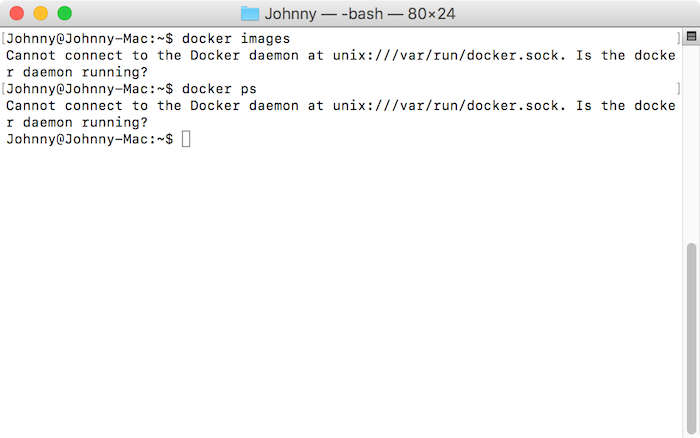 Johnny — -bash — 80×24
[Johnny@Johnny-Mac:~$ docker images ]
Cannot connect to the Docker daemon at unix:///var/run/docker.sock. Is the docke
r daemon running?
[Johnny@Johnny-Mac:~$ docker ps ]
Cannot connect to the Docker daemon at unix:///var/run/docker.sock. Is the docke
r daemon running?
Johnny@Johnny-Mac:~$